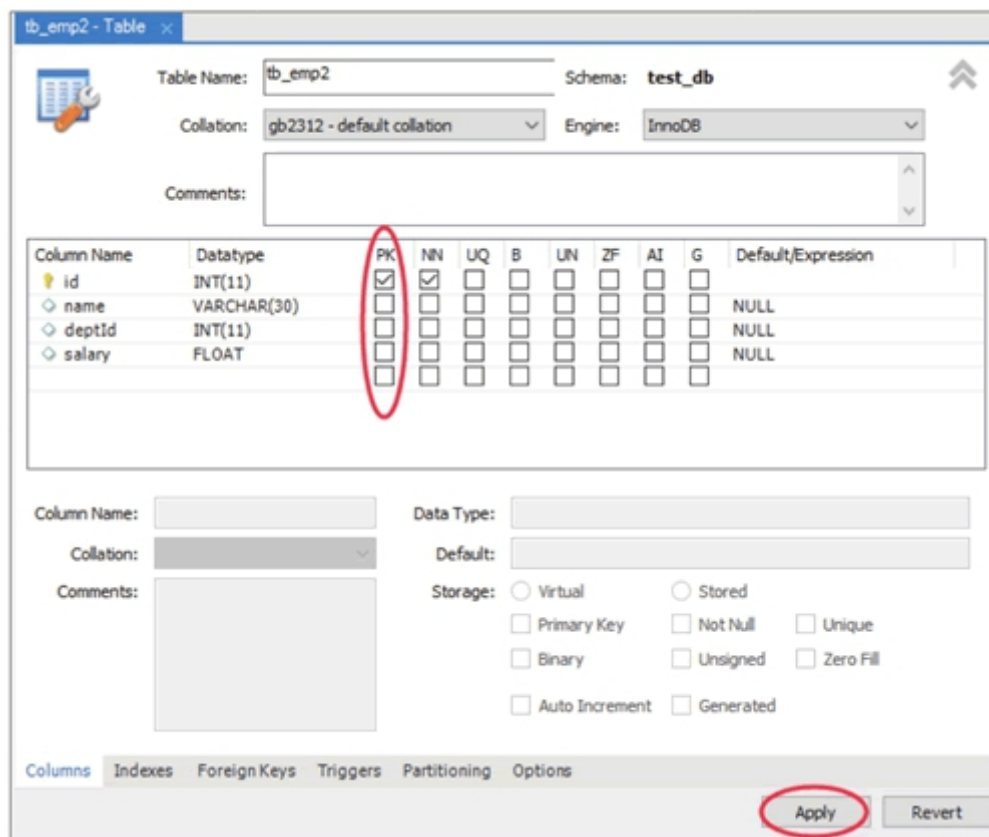 tb_emp2 - Table ×
Table Name: tb_emp2 Schema: test_db
Collation: gb2312 - default collation Engine: InnoDB
Comments:
Column Name Datatype PK NN UQ B UN ZF AI G Default/Expression
id INT(11)
name VARCHAR(30) NULL
deptId INT(11) NULL
salary FLOAT NULL
Column Name: Data Type:
Collation: Default:
Comments: Storage: Virtual Stored
Primary Key Not Null Unique
Binary Unsigned Zero Fill
Auto Increment Generated
Columns Indexes Foreign Keys Triggers Partitioning Options
Apply Revert